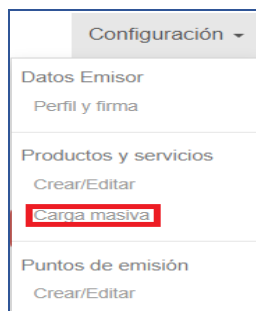 Configuración
Datos Emisor
Perfil y firma
Productos y servicios
Crear/Editar
Carga masiva
Puntos de emisión
Crear/Editar